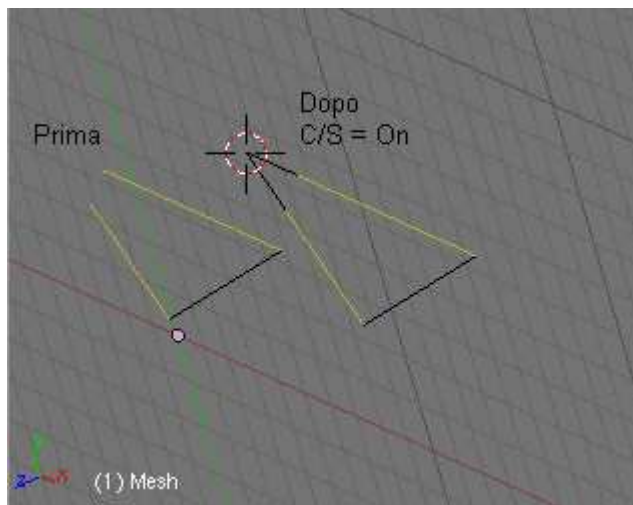 Prima
Dopo
C/S = On
(1) Mesh